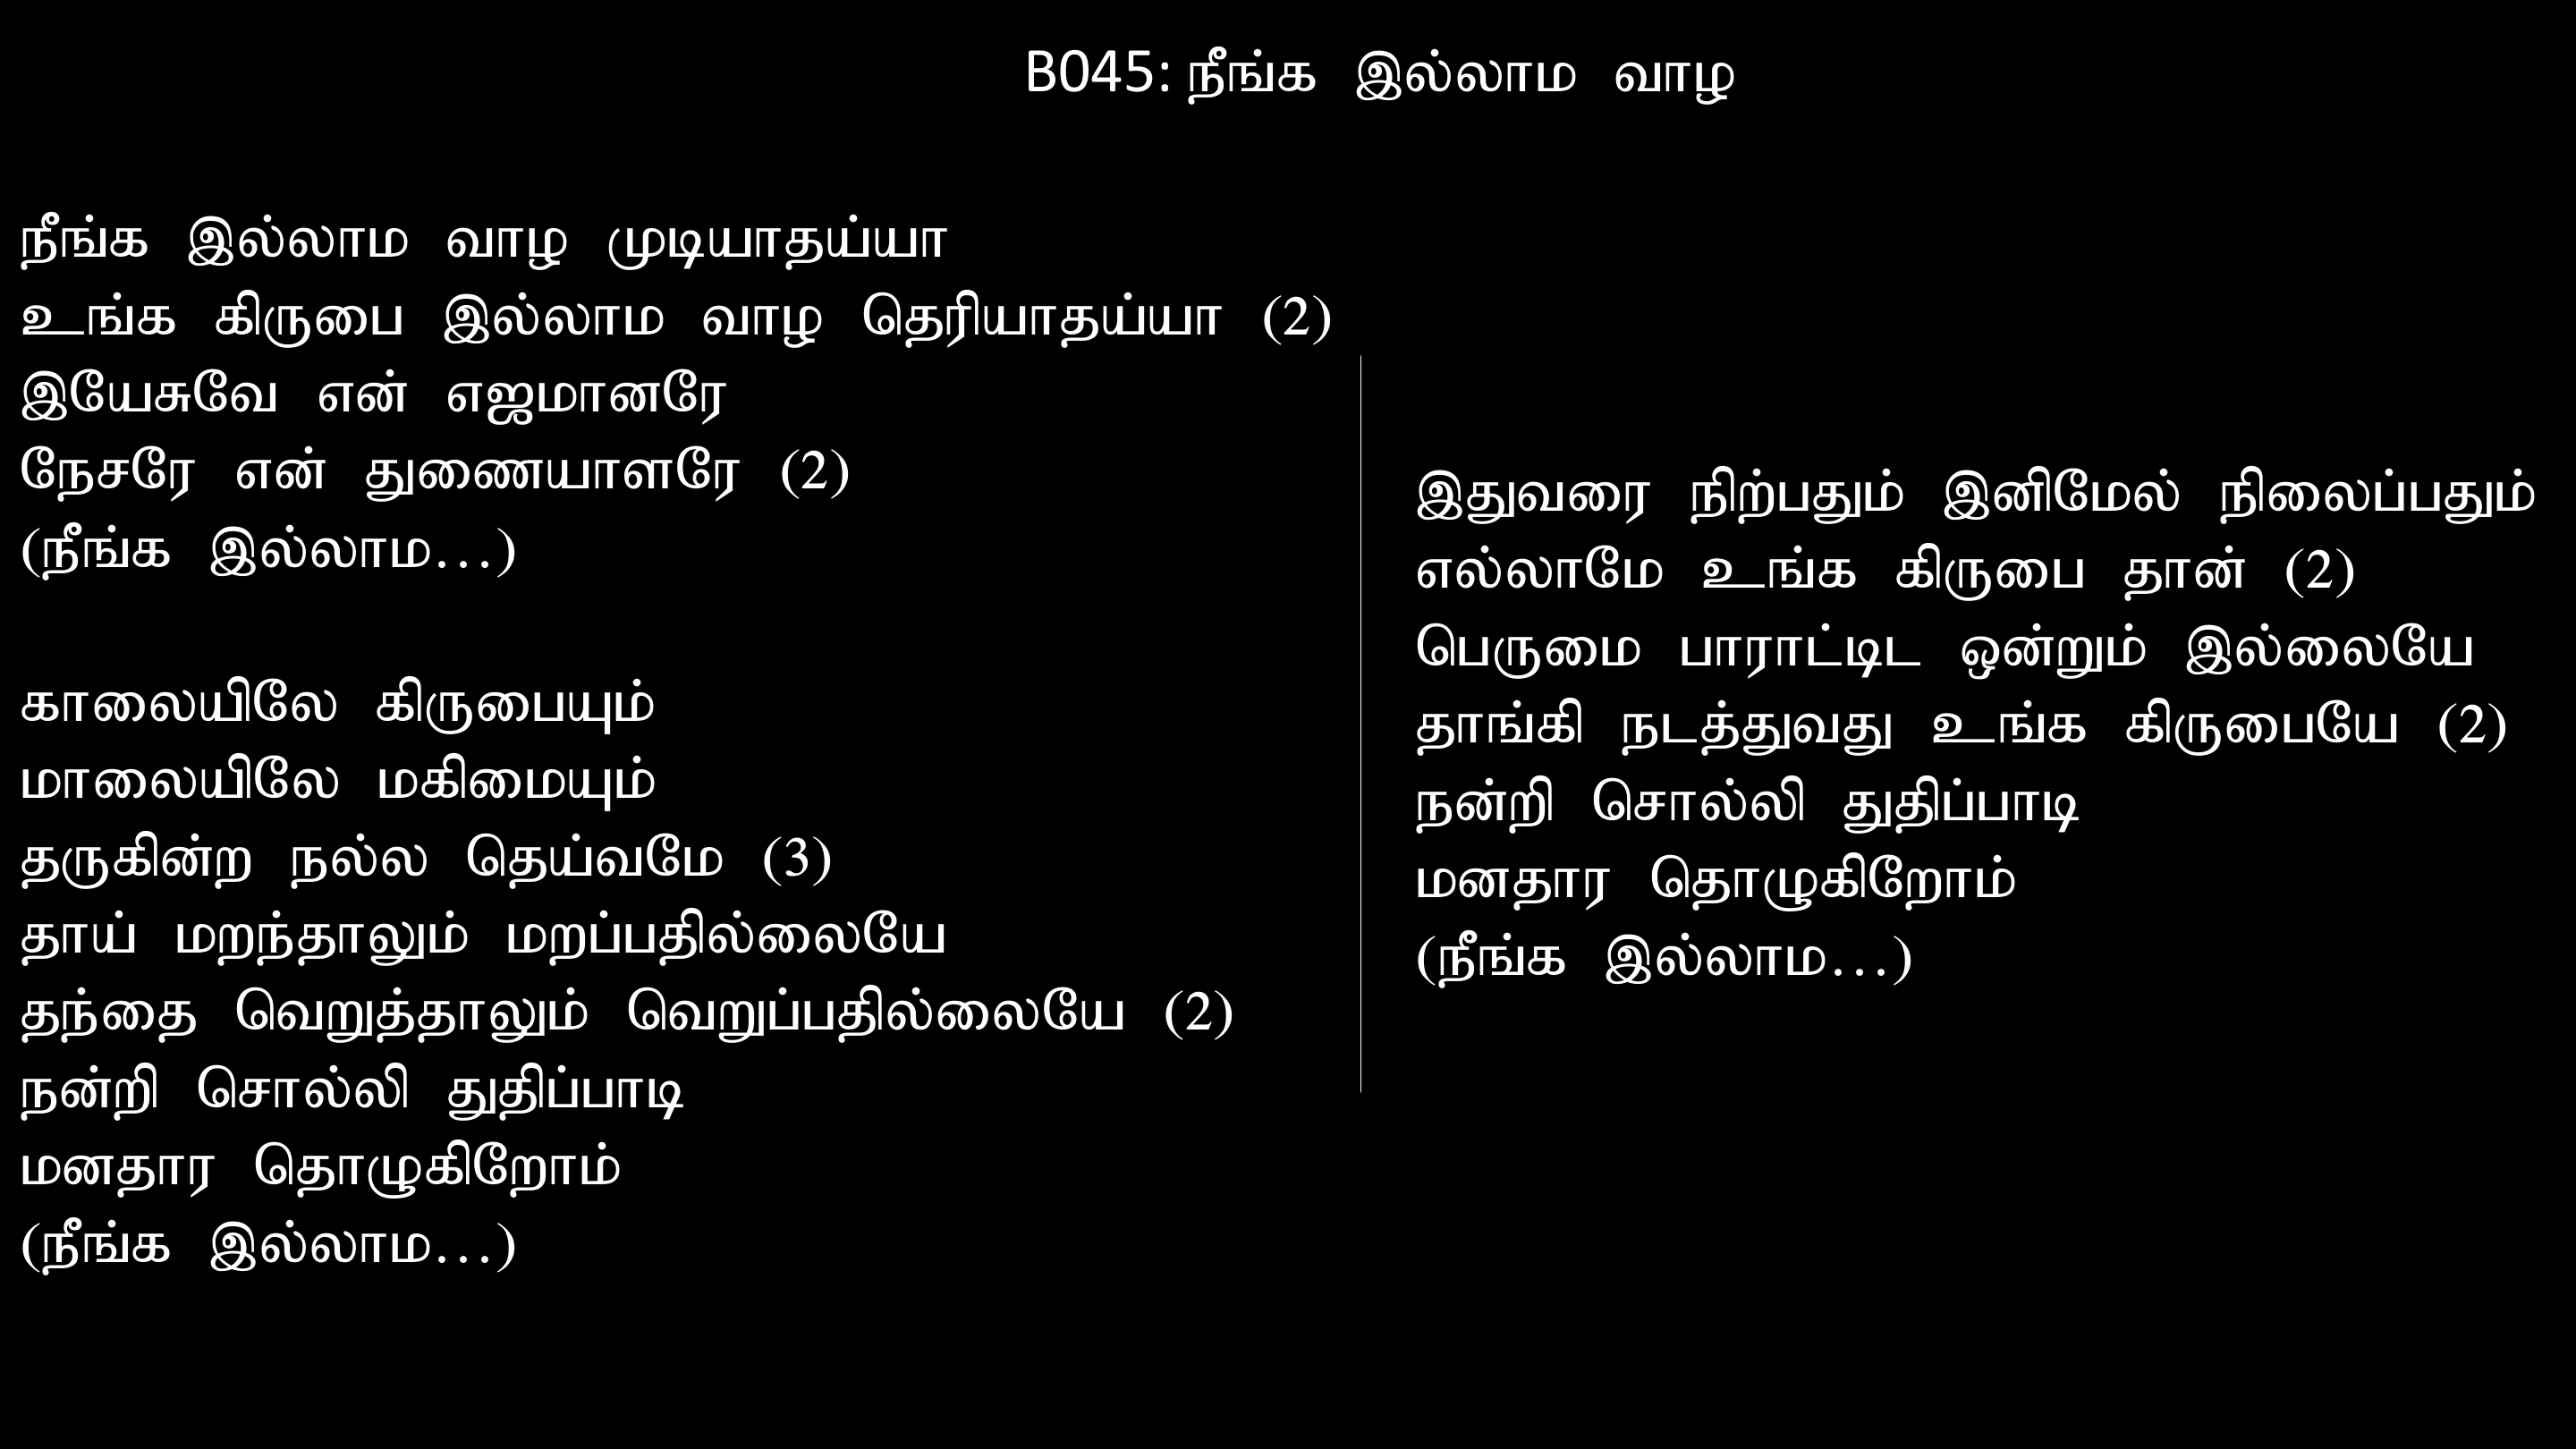 B045: நீங்க இல்லாம வாழ
நீங்க இல்லாம வாழ முடியாதய்யா
உங்க கிருபை இல்லாம வாழ தெரியாதய்யா (2)
இயேசுவே என் எஜமானரே
நேசரே என் துணையாளரே (2)
(நீங்க இல்லாம...)
காலையிலே கிருபையும்
மாலையிலே மகிமையும்
தருகின்ற நல்ல தெய்வமே (3)
தாய் மறந்தாலும் மறப்பதில்லையே
தந்தை வெறுத்தாலும் வெறுப்பதில்லையே (2)
நன்றி சொல்லி துதிப்பாடி
மனதார தொழுகிறோம்
(நீங்க இல்லாம...)
இதுவரை நிற்பதும் இனிமேல் நிலைப்பதும்
எல்லாமே உங்க கிருபை தான் (2)
பெருமை பாராட்டிட ஒன்றும் இல்லையே
தாங்கி நடத்துவது உங்க கிருபையே (2)
நன்றி சொல்லி துதிப்பாடி
மனதார தொழுகிறோம்
(நீங்க இல்லாம...)